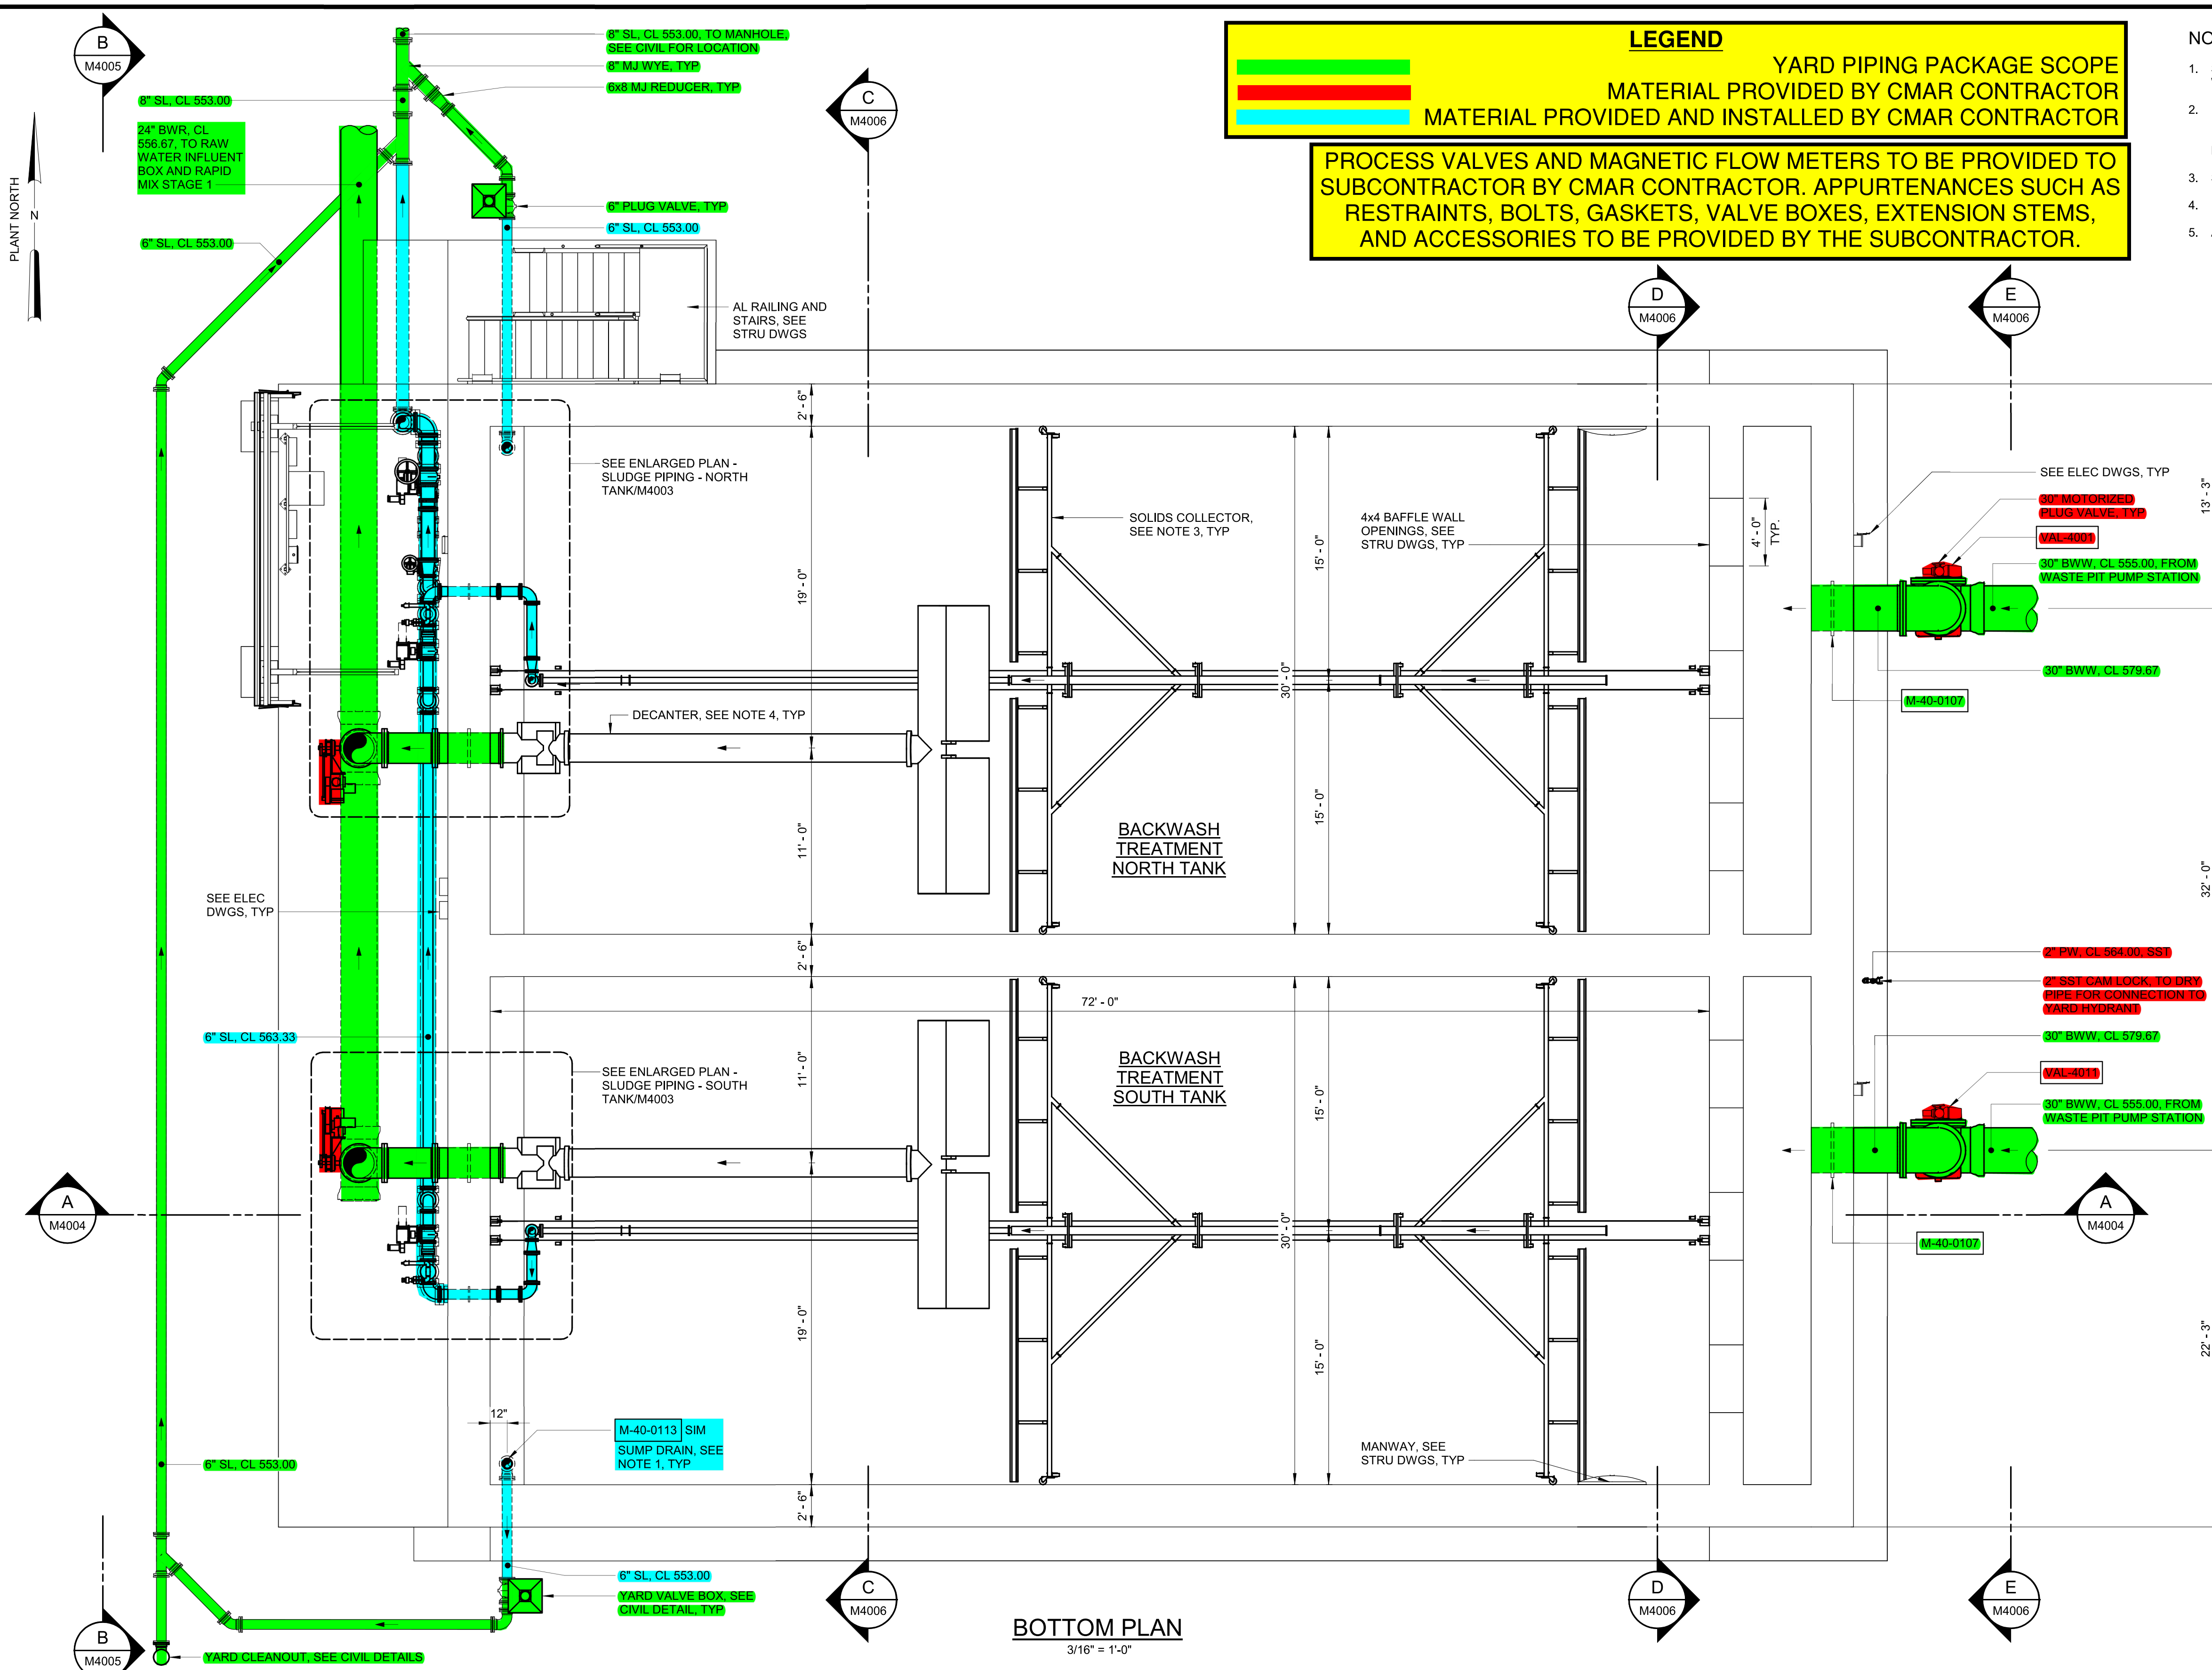 B
M4005
8" SL, CL 553.00, TO MANHOLE,
SEE CIVIL FOR LOCATION
8" MJ WYE, TYP
6x8 MJ REDUCER, TYP
8" SL, CL 553.00
24" BWR, CL
556.67, TO RAW
WATER INFLUENT
BOX AND RAPID
MIX STAGE 1
C
M4006
LEGEND
YARD PIPING PACKAGE SCOPE
MATERIAL PROVIDED BY CMAR CONTRACTOR
MATERIAL PROVIDED AND INSTALLED BY CMAR CONTRACTOR
PROCESS VALVES AND MAGNETIC FLOW METERS TO BE PROVIDED TO
SUBCONTRACTOR BY CMAR CONTRACTOR. APPURTENANCES SUCH AS
RESTRAINTS, BOLTS, GASKETS, VALVE BOXES, EXTENSION STEMS,
AND ACCESSORIES TO BE PROVIDED BY THE SUBCONTRACTOR.
NO
1.
2.
3.
4.
5.
PLANT NORTH
N
6" PLUG VALVE, TYP
6" SL, CL 553.00
6" SL, CL 553.00
AL RAILING AND
STAIRS, SEE
STRU DWGS
D
M4006
E
M4006
2' - 6"
SEE ENLARGED PLAN -
SLUDGE PIPING - NORTH
TANK/M4003
19' - 0"
SOLIDS COLLECTOR,
SEE NOTE 3, TYP
15' - 0"
4x4 BAFFLE WALL
OPENINGS, SEE
STRU DWGS, TYP
4' - 0"
TYP.
SEE ELEC DWGS, TYP
30" MOTORIZED
PLUG VALVE, TYP
VAL-4001
30" BWW, CL 555.00, FROM
WASTE PIT PUMP STATION
13' - 3"
30" BWW, CL 579.67
M-40-0107
30' - 0"
DECANTER, SEE NOTE 4, TYP
11' - 0"
15' - 0"
BACKWASH
TREATMENT
NORTH TANK
SEE ELEC
DWGS, TYP
32' - 0"
2' - 6"
2" PW, CL 564.00, SST
2" SST CAM LOCK, TO DRY
PIPE FOR CONNECTION TO
YARD HYDRANT
72' - 0"
30" BWW, CL 579.67
6" SL, CL 563.33
SEE ENLARGED PLAN -
SLUDGE PIPING - SOUTH
TANK/M4003
11' - 0"
BACKWASH
TREATMENT
SOUTH TANK
15' - 0"
VAL-4011
30" BWW, CL 555.00, FROM
WASTE PIT PUMP STATION
A
M4004
A
M4004
30' - 0"
M-40-0107
19' - 0"
15' - 0"
22' - 3"
12"
M-40-0113 SIM
SUMP DRAIN, SEE
NOTE 1, TYP
MANWAY, SEE
STRU DWGS, TYP
6" SL, CL 553.00
2' - 6"
6" SL, CL 553.00
YARD VALVE BOX, SEE
CIVIL DETAIL, TYP
C
M4006
D
M4006
E
M4006
B
M4005
YARD CLEANOUT, SEE CIVIL DETAILS
BOTTOM PLAN
3/16" = 1'-0"